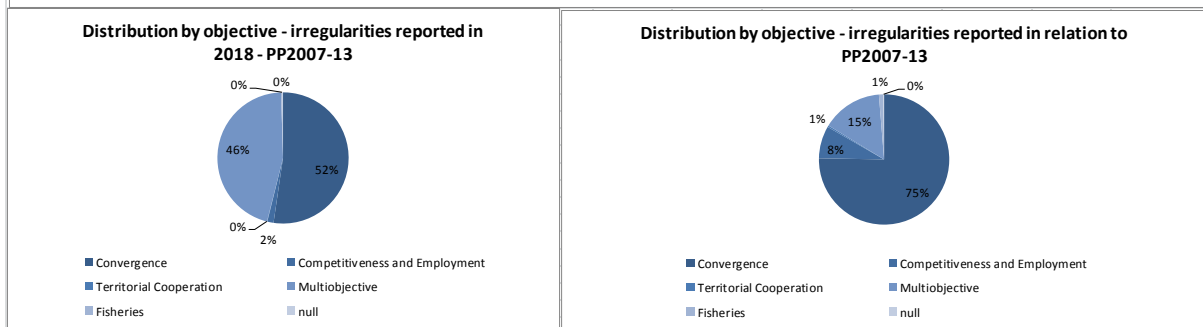 Distribution by objective - irregularities reported in
2018 - PP2007-13
0%
0%
46%
52%
0%
2%
Convergence
Competitiveness and Employment
Territorial Cooperation
Multiobjective
Fisheries
null
Distribution by objective - irregularities reported in relation to
PP2007-13
1%
0%
1%
15%
8%
75%
Convergence
Competitiveness and Employment
Territorial Cooperation
Multiobjective
Fisheries
null